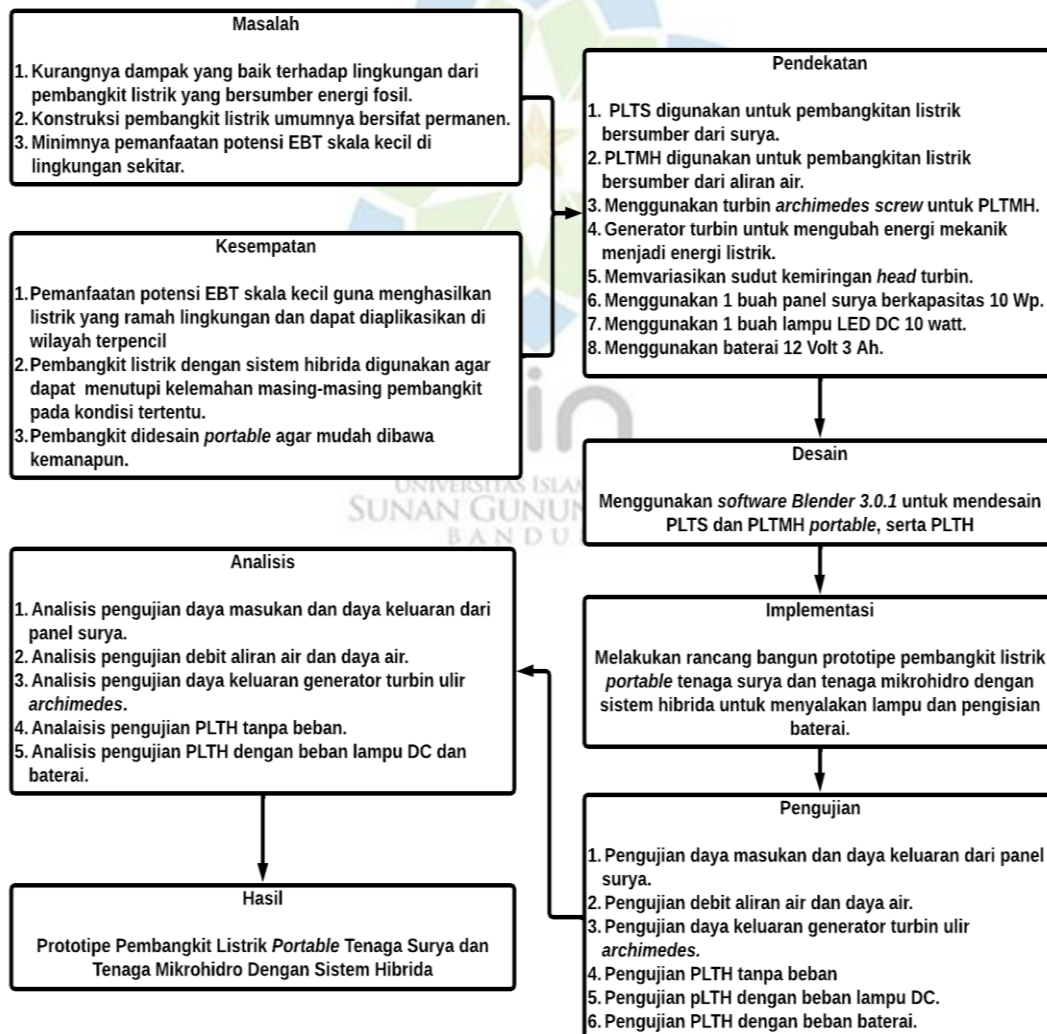 Masalah
1. Kurangnya dampak yang baik terhadap lingkungan dari
pembangkit listrik yang bersumber energi fosil.
2. Konstruksi pembangkit listrik umumnya bersifat permanen.
3. Minimnya pemanfaatan potensi EBT skala kecil di
lingkungan sekitar.
Kesempatan
1.Pemanfaatan potensi EBT skala kecil guna menghasilkan
listrik yang ramah lingkungan dan dapat diaplikasikan di
wilayah terpencil
2.Pembangkit listrik dengan sistem hibrida digunakan agar
dapat menutupi kelemahan masing-masing pembangkit
pada kondisi tertentu.
3.Pembangkit didesain portable agar mudah dibawa
kemanapun.
Pendekatan
1. PLTS digunakan untuk pembangkitan listrik
bersumber dari surya.
2. PLTMH digunakan untuk pembangkitan listrik
bersumber dari aliran air.
3. Menggunakan turbin archimedes screw untuk PLTMH.
4. Generator turbin untuk mengubah energi mekanik
menjadi energi listrik.
5. Memvariasikan sudut kemiringan head turbin.
6. Menggunakan 1 buah panel surya berkapasitas 10 Wp.
7. Menggunakan 1 buah lampu LED DC 10 watt.
8. Menggunakan baterai 12 Volt 3 Ah.
Desain
Menggunakan software Blender 3.0.1 untuk mendesain
PLTS dan PLTMH portable, serta PLTH
Implementasi
Melakukan rancang bangun prototipe pembangkit listrik
portable tenaga surya dan tenaga mikrohidro dengan
sistem hibrida untuk menyalakan lampu dan pengisian
baterai.
Pengujian
1. Pengujian daya masukan dan daya keluaran dari panel
surya.
2. Pengujian debit aliran air dan daya air.
3. Pengujian daya keluaran generator turbin ulir
archimedes.
4. Pengujian PLTH tanpa beban
5. Pengujian pLTH dengan beban lampu DC.
6. Pengujian PLTH dengan beban baterai.
Analisis
1. Analisis pengujian daya masukan dan daya keluaran dari
panel surya.
2. Analisis pengujian debit aliran air dan daya air.
3. Analisis pengujian daya keluaran generator turbin ulir
archimedes.
4. Analaisis pengujian PLTH tanpa beban.
5. Analisis pengujian PLTH dengan beban lampu DC dan
baterai.
Hasil
Prototipe Pembangkit Listrik Portable Tenaga Surya dan
Tenaga Mikrohidro Dengan Sistem Hibrida
UNIVERSITAS
SUNAN